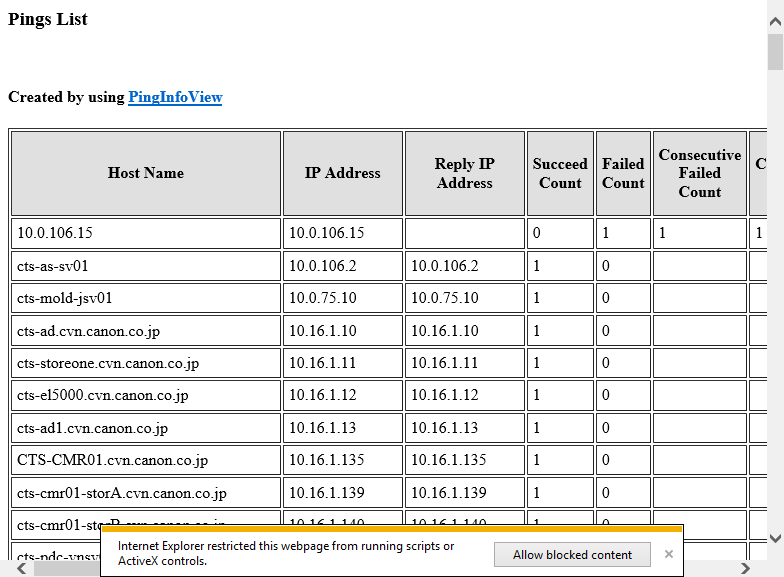 Pings List
Created by using PingInfoView
Host Name IP Address Reply IP Address Succeed Count Failed Count Consecutive Failed Count C
10.0.106.15 10.0.106.15 0 1 1 1
cts-as-sv01 10.0.106.2 10.0.106.2 1 0
cts-mold-jsv01 10.0.75.10 10.0.75.10 1 0
cts-ad.cvn.canon.co.jp 10.16.1.10 10.16.1.10 1 0
cts-storeone.cvn.canon.co.jp 10.16.1.11 10.16.1.11 1 0
cts-el5000.cvn.canon.co.jp 10.16.1.12 10.16.1.12 1 0
cts-ad1.cvn.canon.co.jp 10.16.1.13 10.16.1.13 1 0
CTS-CMR01.cvn.canon.co.jp 10.16.1.135 10.16.1.135 1 0
cts-cmr01-storA.cvn.canon.co.jp 10.16.1.139 10.16.1.139 1 0
cts-cmr01-storB.cvn.canon.co.jp 10.16.1.140 10.16.1.140 1 0
Internet Explorer restricted this webpage from running scripts or
ActiveX controls.
Allow blocked content